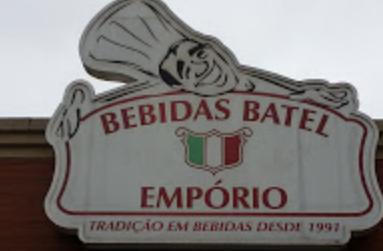 BEBIDAS BATEL
EMPÓRIO
TRADIÇÃO EM BEBIDAS DESDE 1991